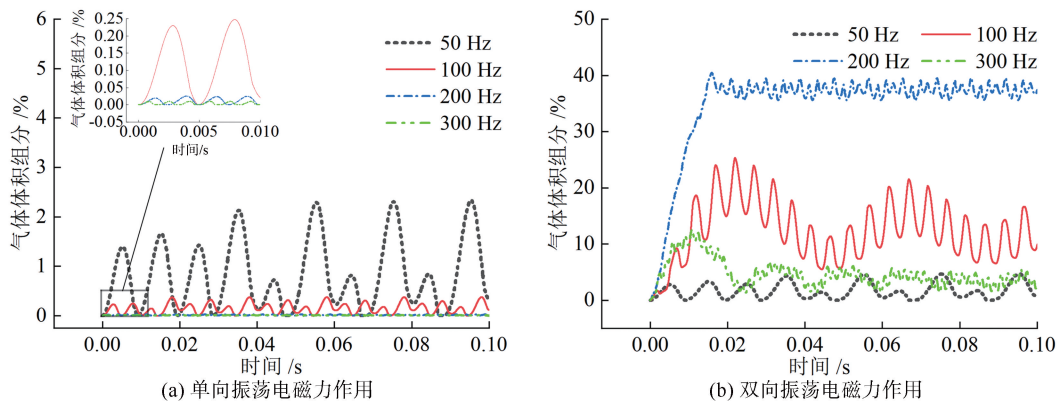 6
5
4
3
2
1
0
气体体积组分 /%
0.25
0.20
0.15
0.10
0.05
0.00
-0.05
气体体积组分 /%
0.000 0.005 0.010
时间/s
50 Hz
100 Hz
200 Hz
300 Hz
0.00 0.02 0.04 0.06 0.08 0.10
时间 /s
(a) 单向振荡电磁力作用
50
40
30
20
10
0
气体体积组分 /%
50 Hz 100 Hz
200 Hz 300 Hz
0.00 0.02 0.04 0.06 0.08 0.10
时间 /s
(b) 双向振荡电磁力作用